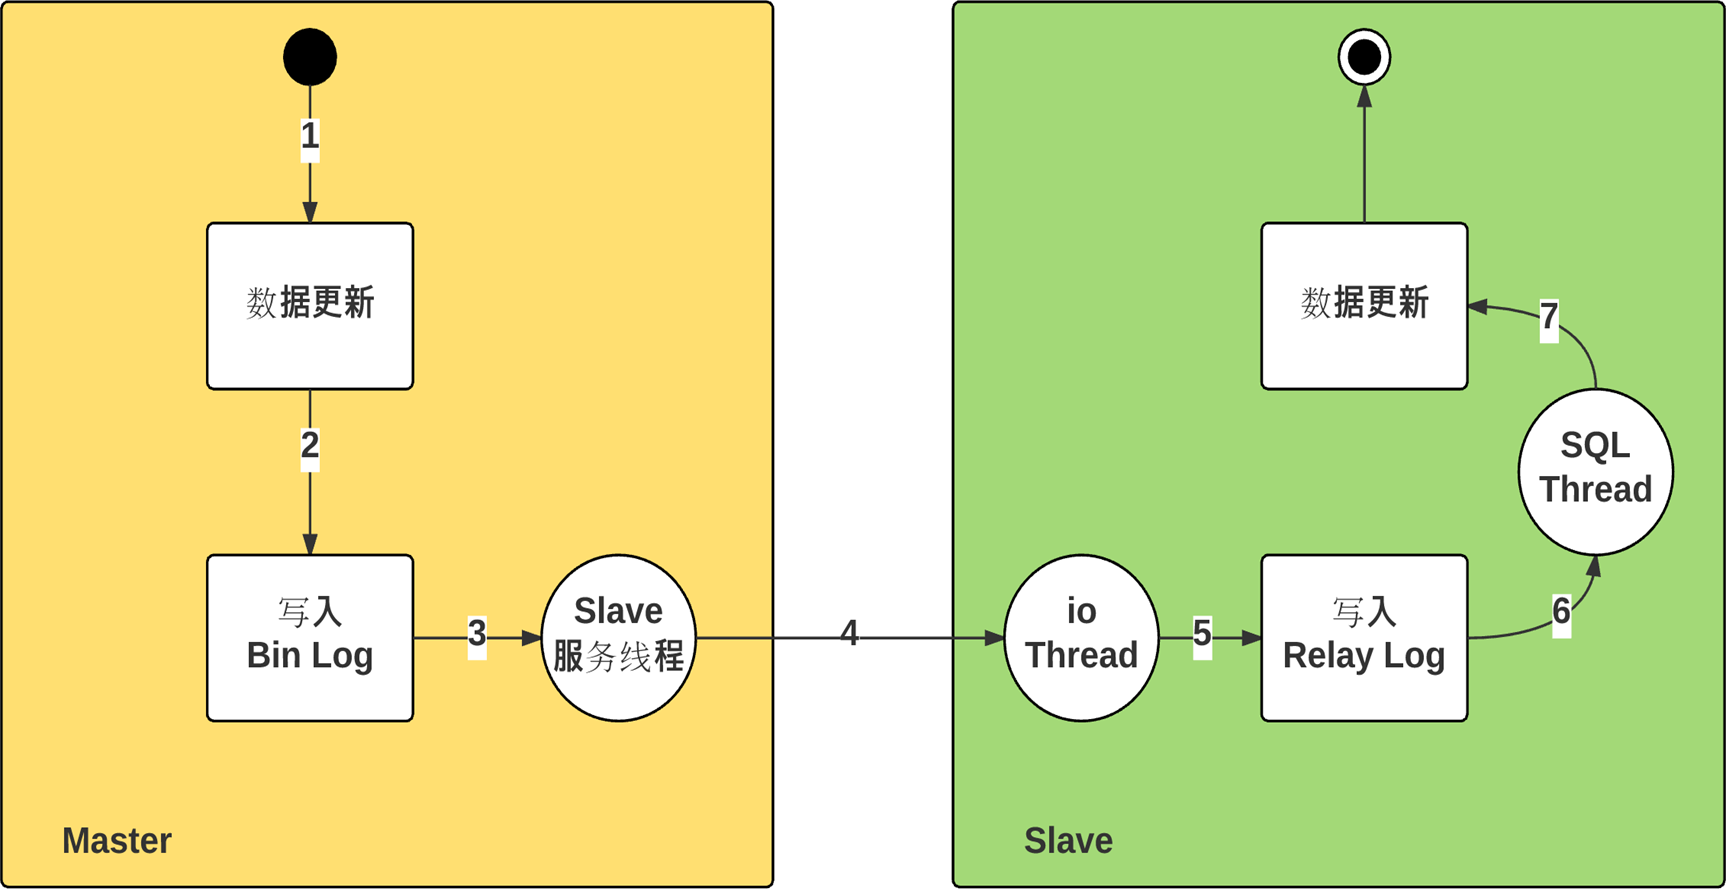 1
数据更新
2
写入
Bin Log
3
Slave
服务线程
Master
4
io
Thread
5
写入
Relay Log
6
SQL
Thread
7
数据更新
Slave